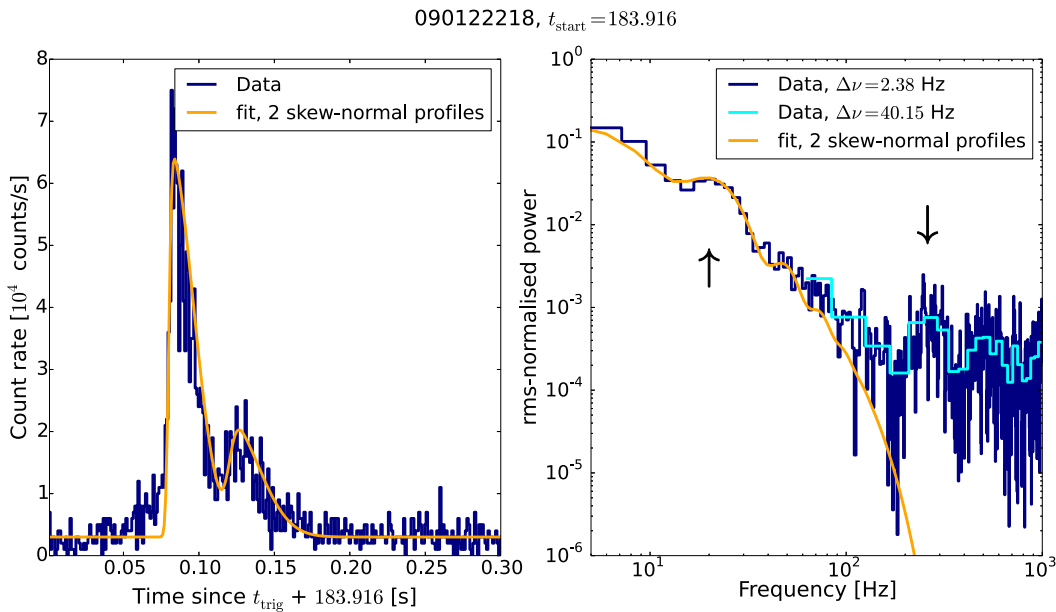 090122218, t_start=183.916
8
7
6
5
4
3
2
1
0
Count rate [10^4 counts/s]
Data
fit, 2 skew-normal profiles
0.05 0.10 0.15 0.20 0.25 0.30
Time since t_trig + 183.916 [s]
10^0
10^-1
10^-2
10^-3
10^-4
10^-5
10^-6
rms-normalised power
Data, Δν=2.38 Hz
Data, Δν=40.15 Hz
fit, 2 skew-normal profiles
10^1 10^2 10^3
Frequency [Hz]